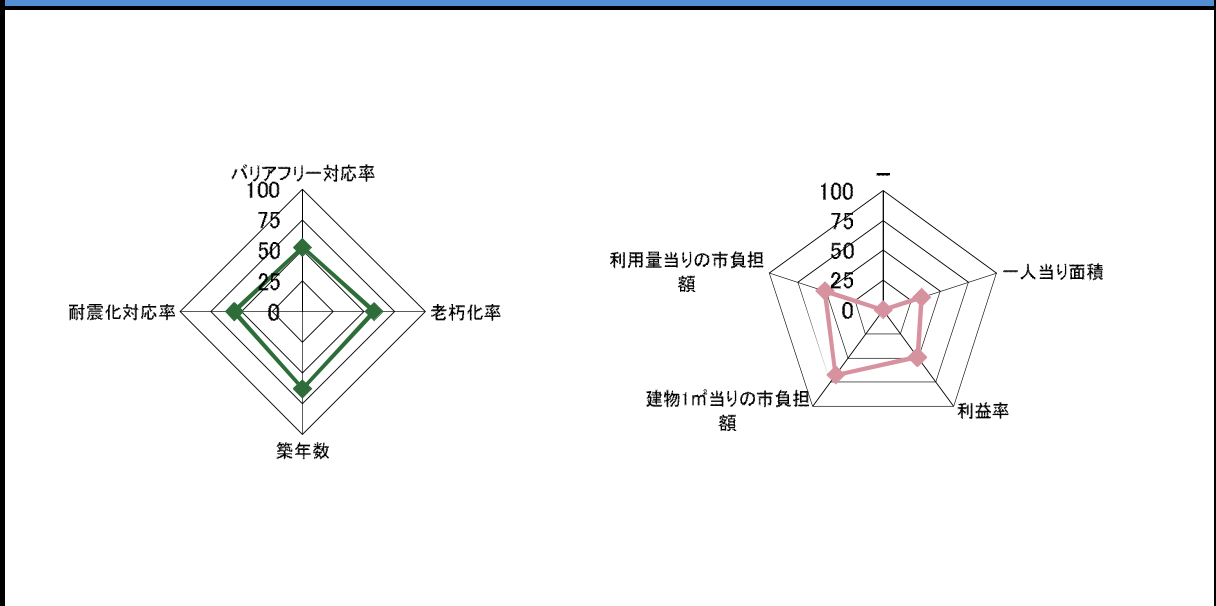 バリアフリー対応率
100
75
50
25
0
耐震化対応率
老朽化率
築年数
ー
100
75
50
25
0
利用量当りの市負担
額
一人当り面積
建物1㎡当りの市負担
額
利益率